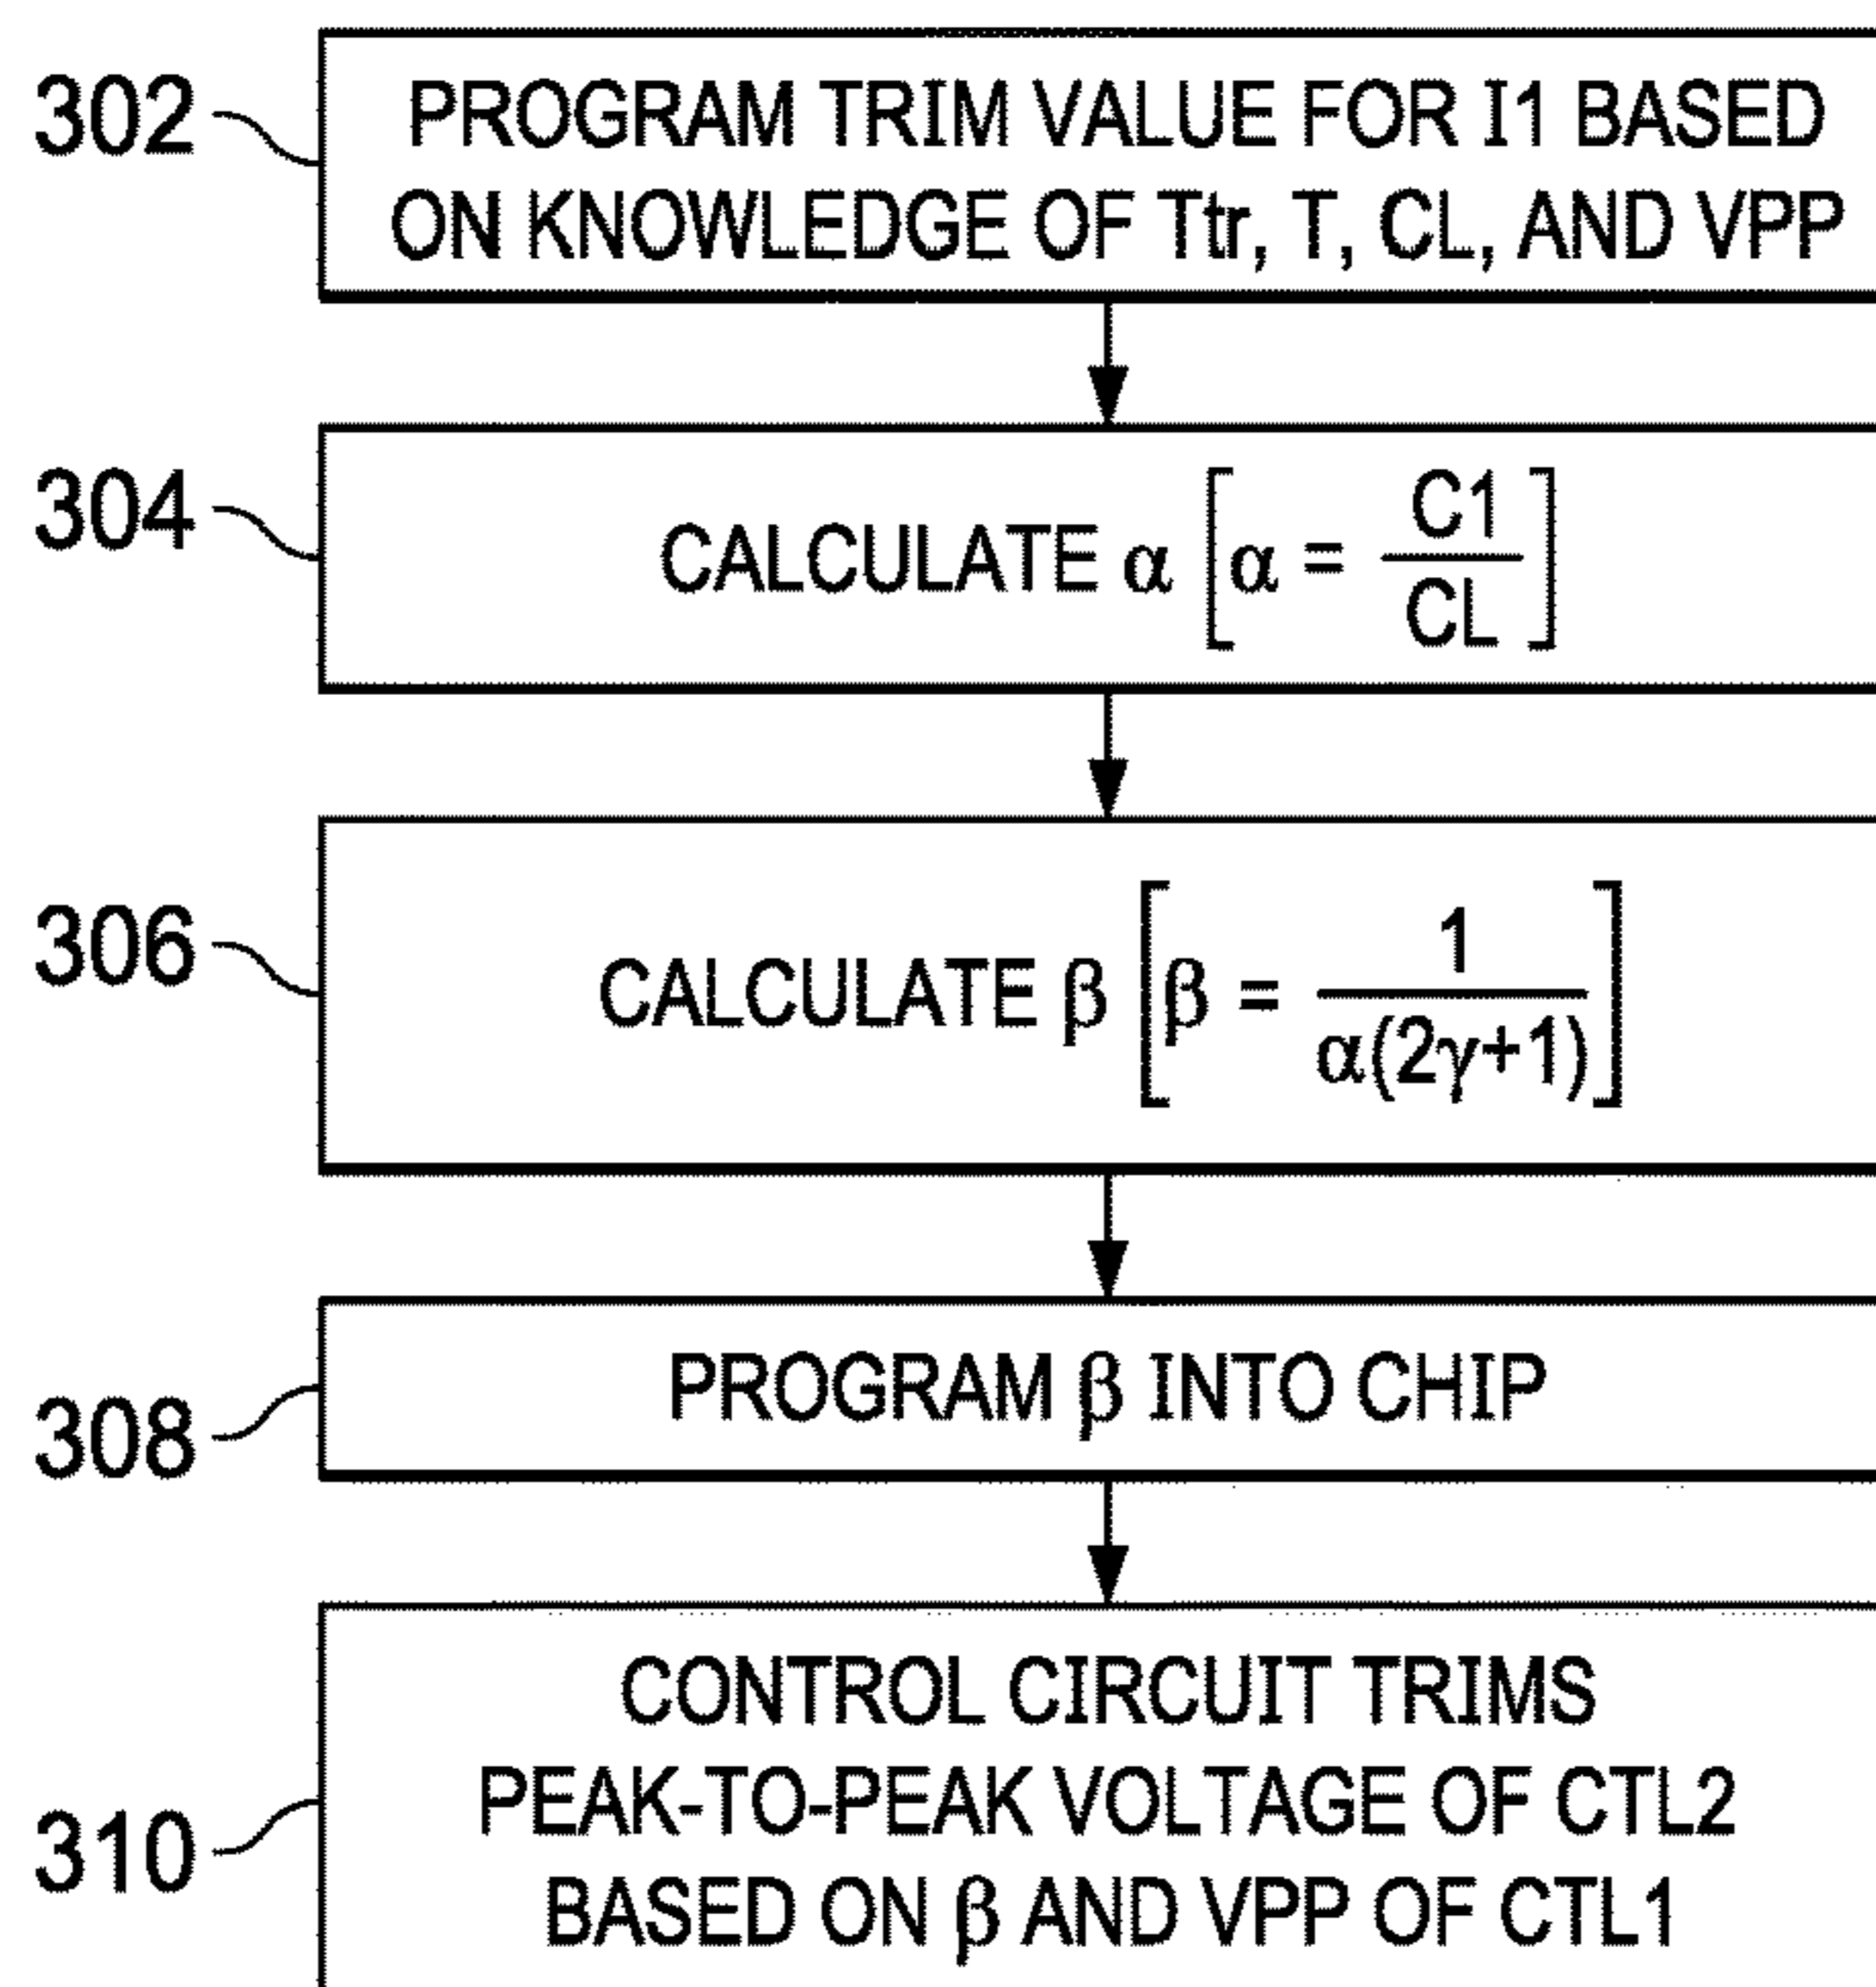 302
PROGRAM TRIM VALUE FOR I1 BASED
ON KNOWLEDGE OF Ttr, T, CL, AND VPP
304
CALCULATE α [α = C1/CL]
306
CALCULATE β [β = 1/α(2γ+1)]
308
PROGRAM β INTO CHIP
310
CONTROL CIRCUIT TRIMS
PEAK-TO-PEAK VOLTAGE OF CTL2
BASED ON β AND VPP OF CTL1